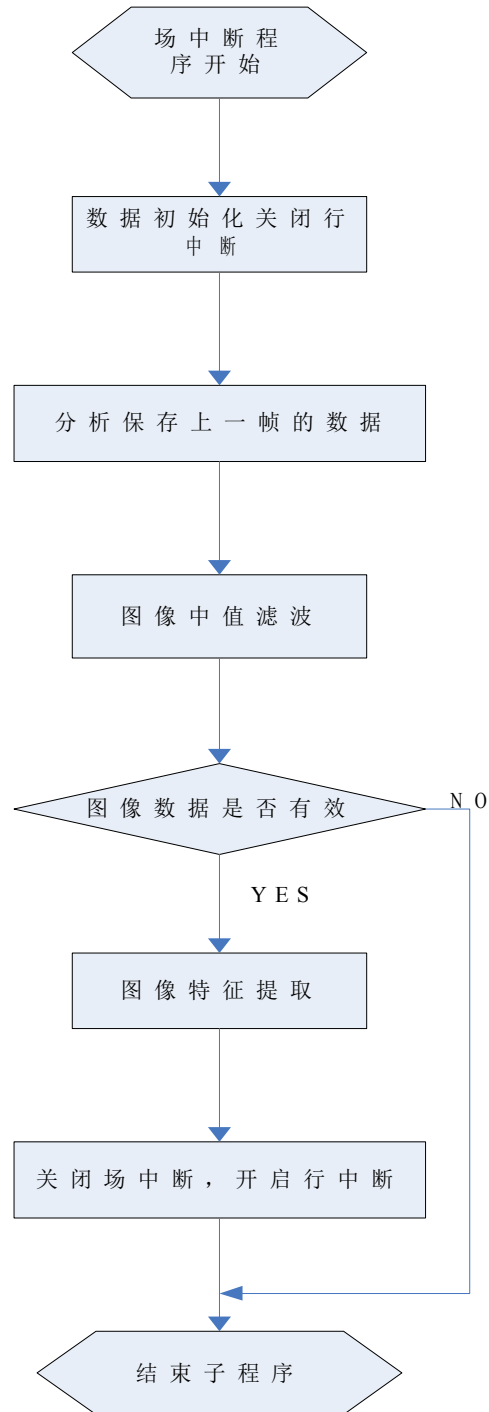 场中断程
序开始
数据初始化关闭行
中断
分析保存上一帧的数据
图像中值滤波
图像数据是否有效
NO
YES
图像特征提取
关闭场中断，开启行中断
结束子程序